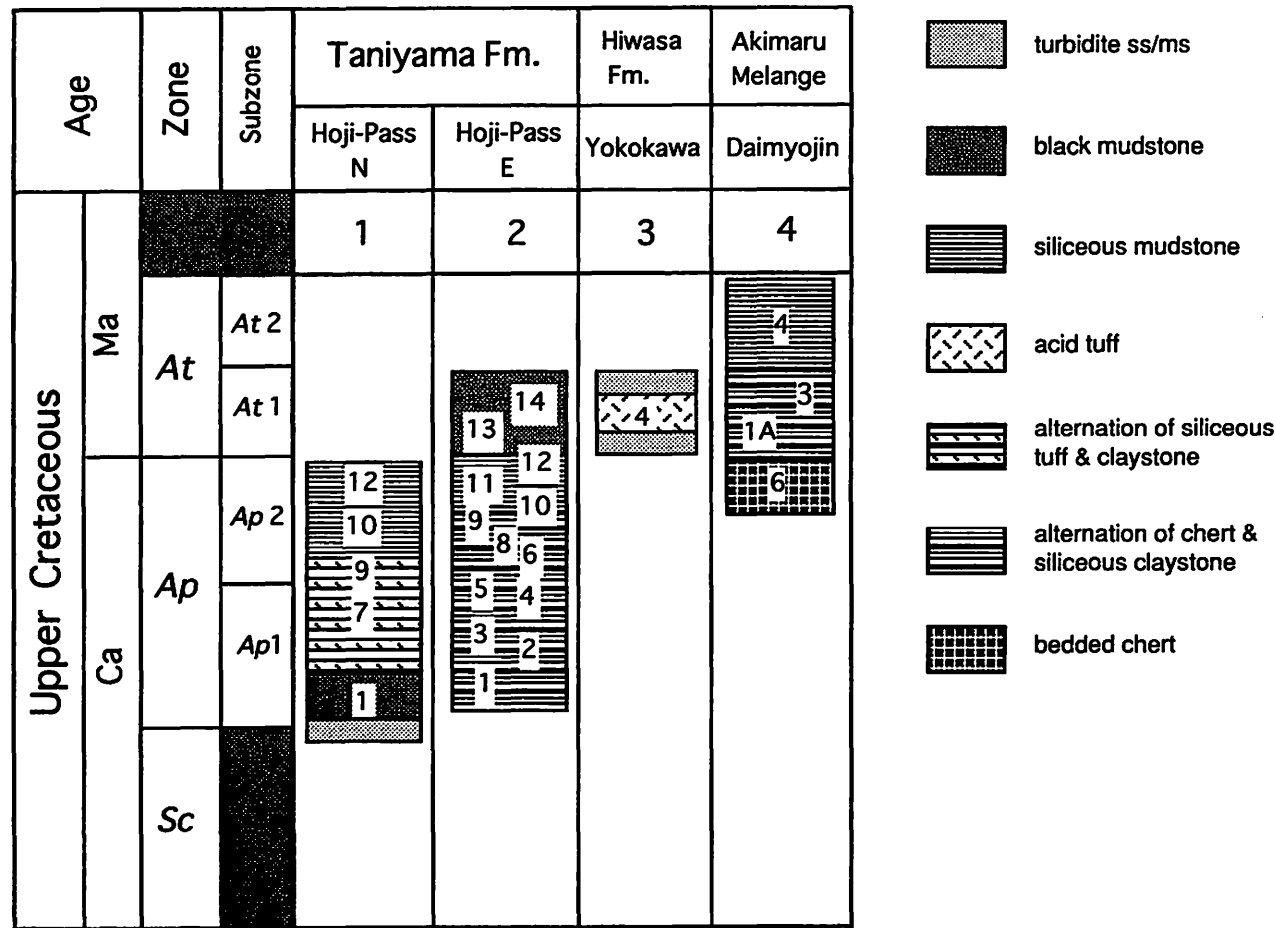 Age
Zone
Subzone
Taniyama Fm.
Hiwasa
Fm.
Akimaru
Melange
Hoji-Pass
N
Hoji-Pass
E
Yokokawa
Daimyojin
1
2
3
4
Upper Cretaceous
Ma
Ca
At
Ap
Sc
At 2
At 1
Ap 2
Ap1
12
10
9
7
1
14
13
12
11
10
9
8
6
5
4
3
2
1
4
4
3
1A
6
turbidite ss/ms
black mudstone
siliceous mudstone
acid tuff
alternation of siliceous
tuff & claystone
alternation of chert &
siliceous claystone
bedded chert